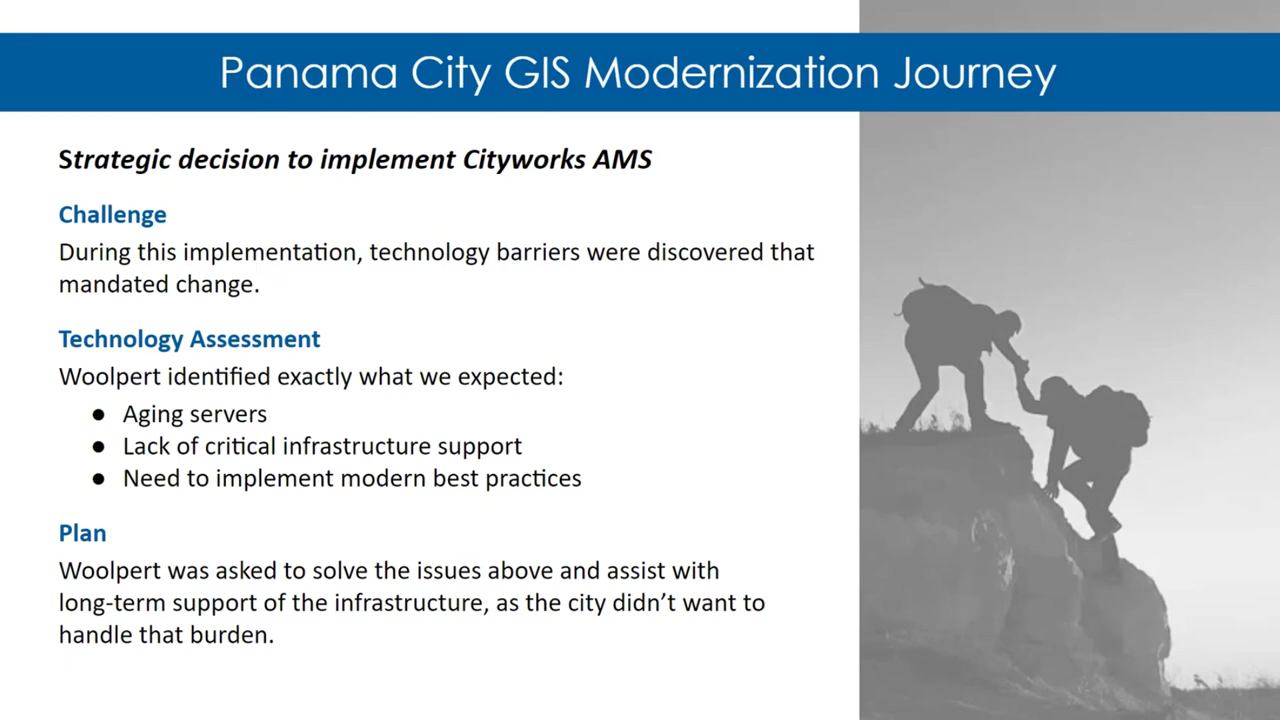 Panama City GIS Modernization Journey
Strategic decision to implement Cityworks AMS
Challenge
During this implementation, technology barriers were discovered that
mandated change.
Technology Assessment
Woolpert identified exactly what we expected:
● Aging servers
● Lack of critical infrastructure support
● Need to implement modern best practices
Plan
Woolpert was asked to solve the issues above and assist with
long-term support of the infrastructure, as the city didn’t want to
handle that burden.